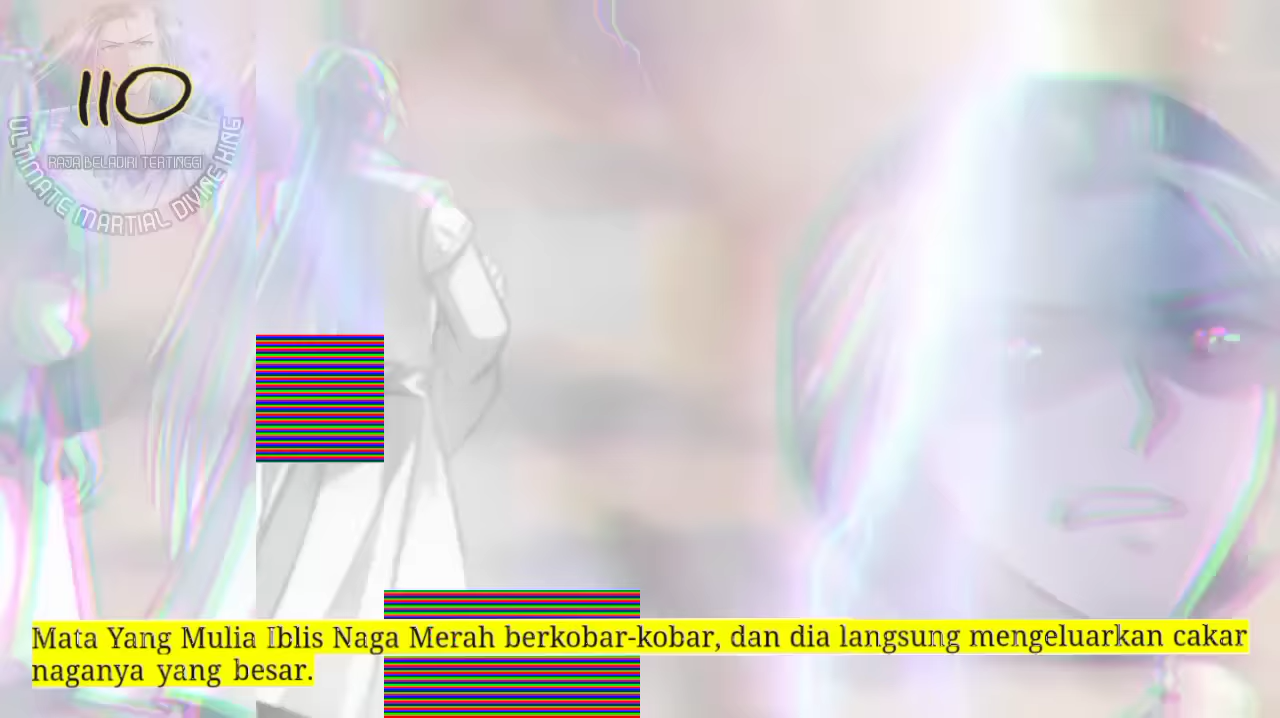 110
RAJA BELADIRI TERTINGGI
ULTIMATE MARTIAL DIVINE KING
Mata Yang Mulia Iblis Naga Merah berkobar-kobar, dan dia langsung mengeluarkan cakar
naganya yang besar.